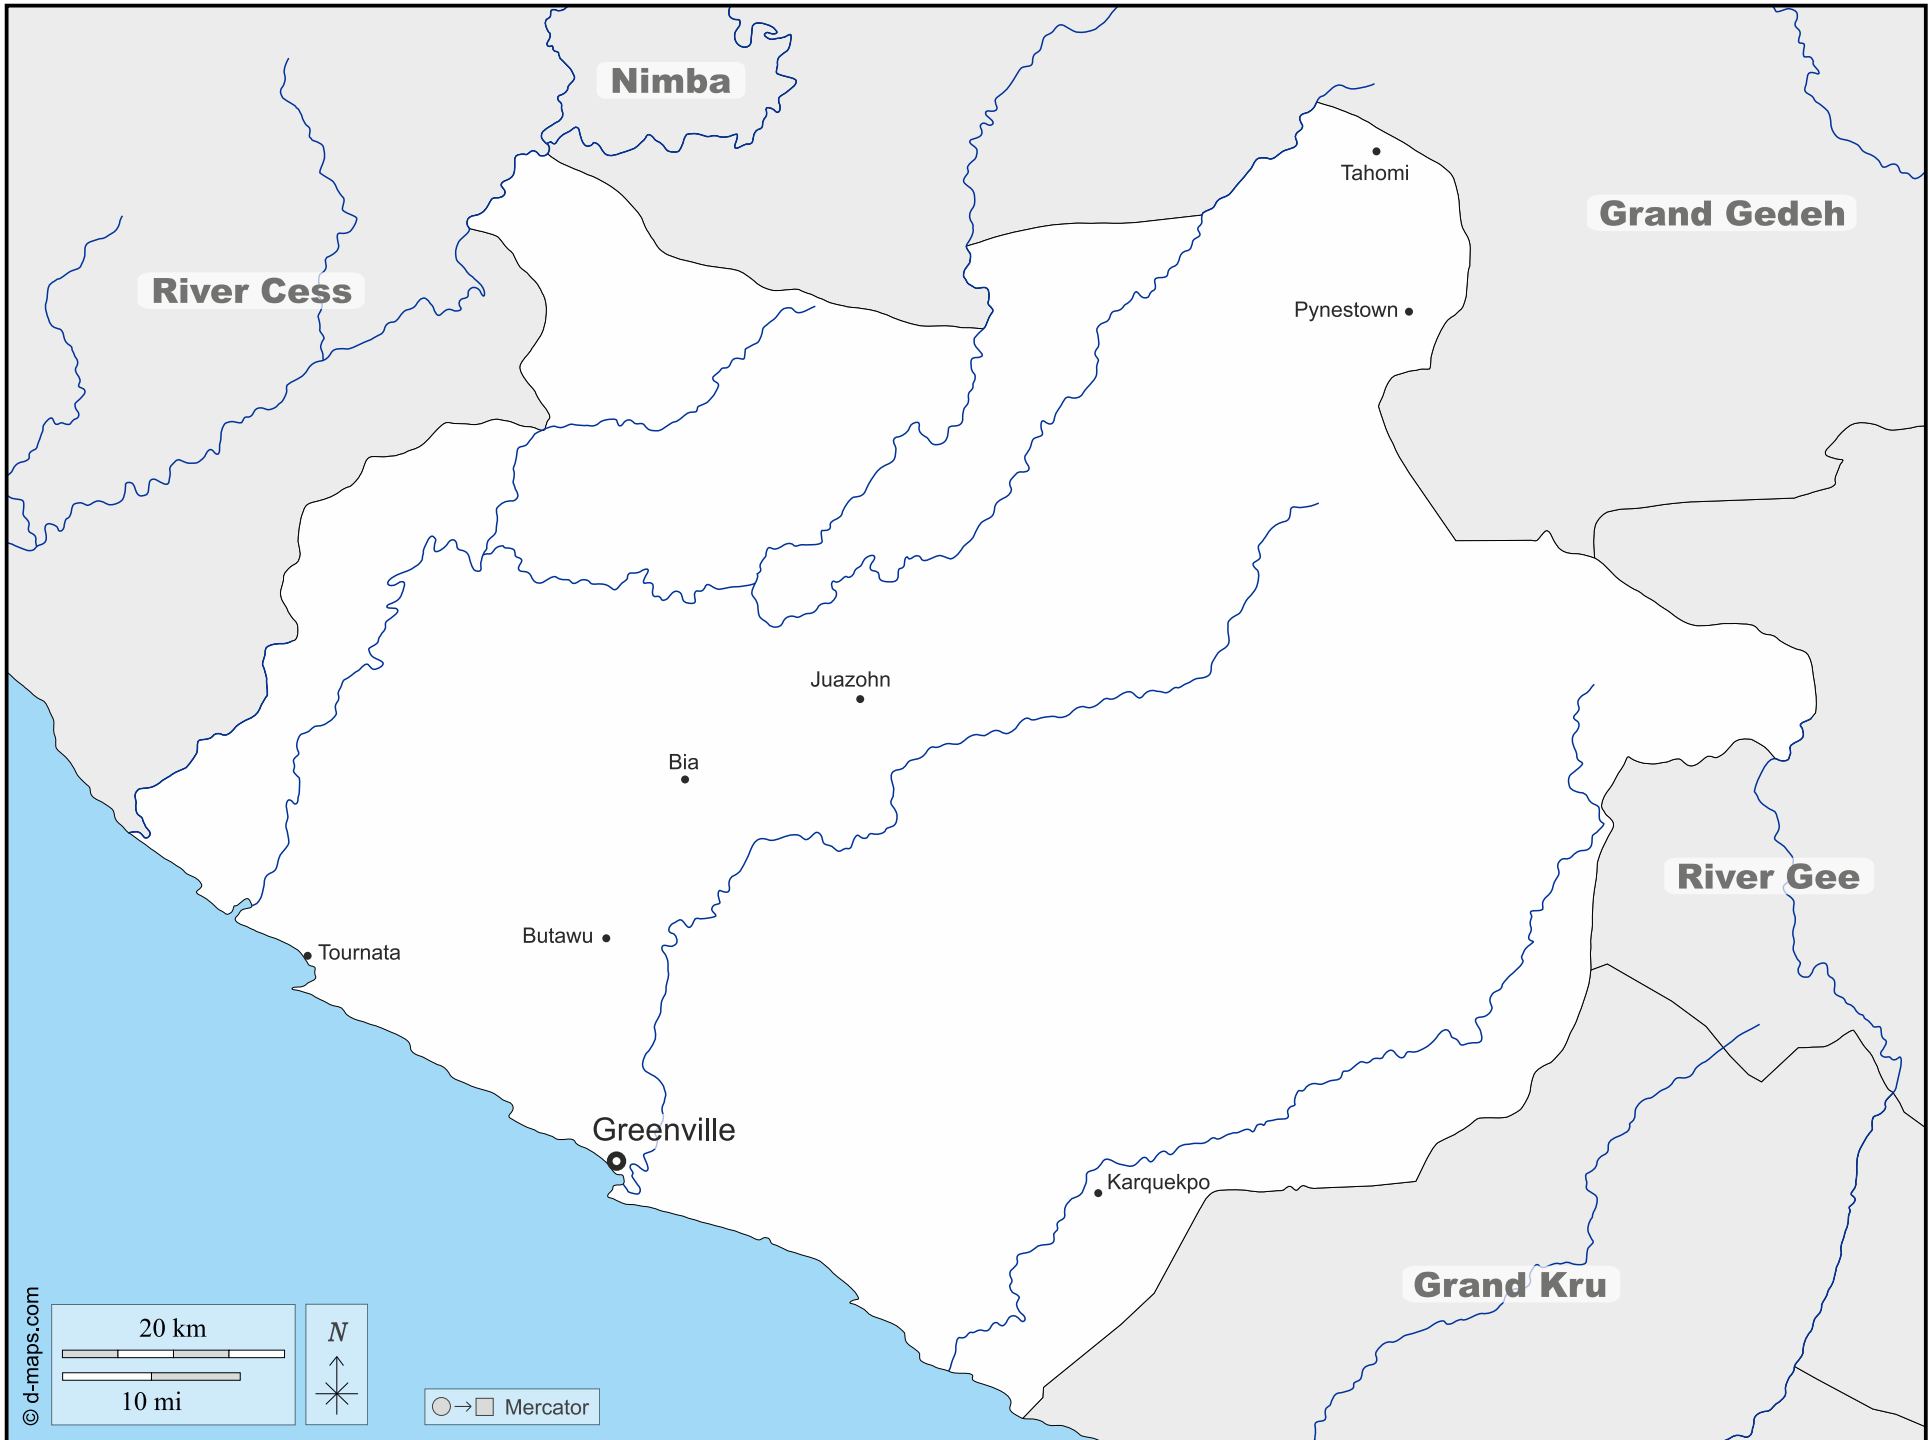 Nimba
Tahomi
Grand Gedeh
River Cess
Pynestown
Juazohn
Bia
River Gee
Butawu
Tournata
Greenville
Karquekpo
Grand Kru
© d-maps.com
20 km
10 mi
N
Mercator